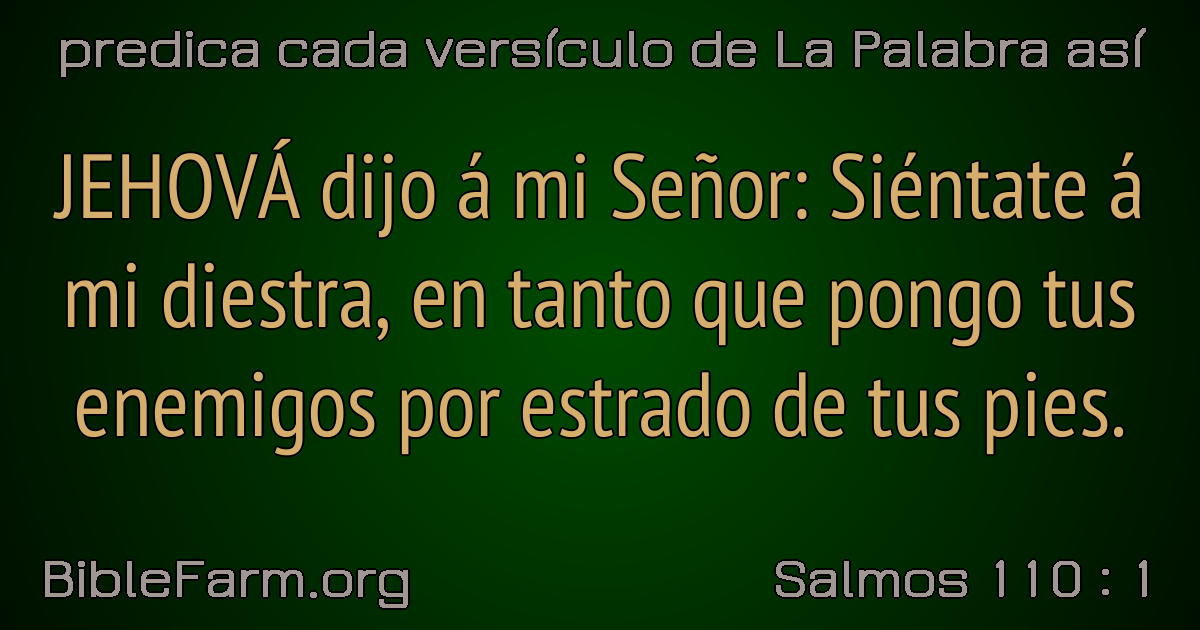 predica cada versículo de La Palabra así
JEHOVÁ dijo á mi Señor: Siéntate á
mi diestra, en tanto que pongo tus
enemigos por estrado de tus pies.
BibleFarm.org
Salmos 110 : 1